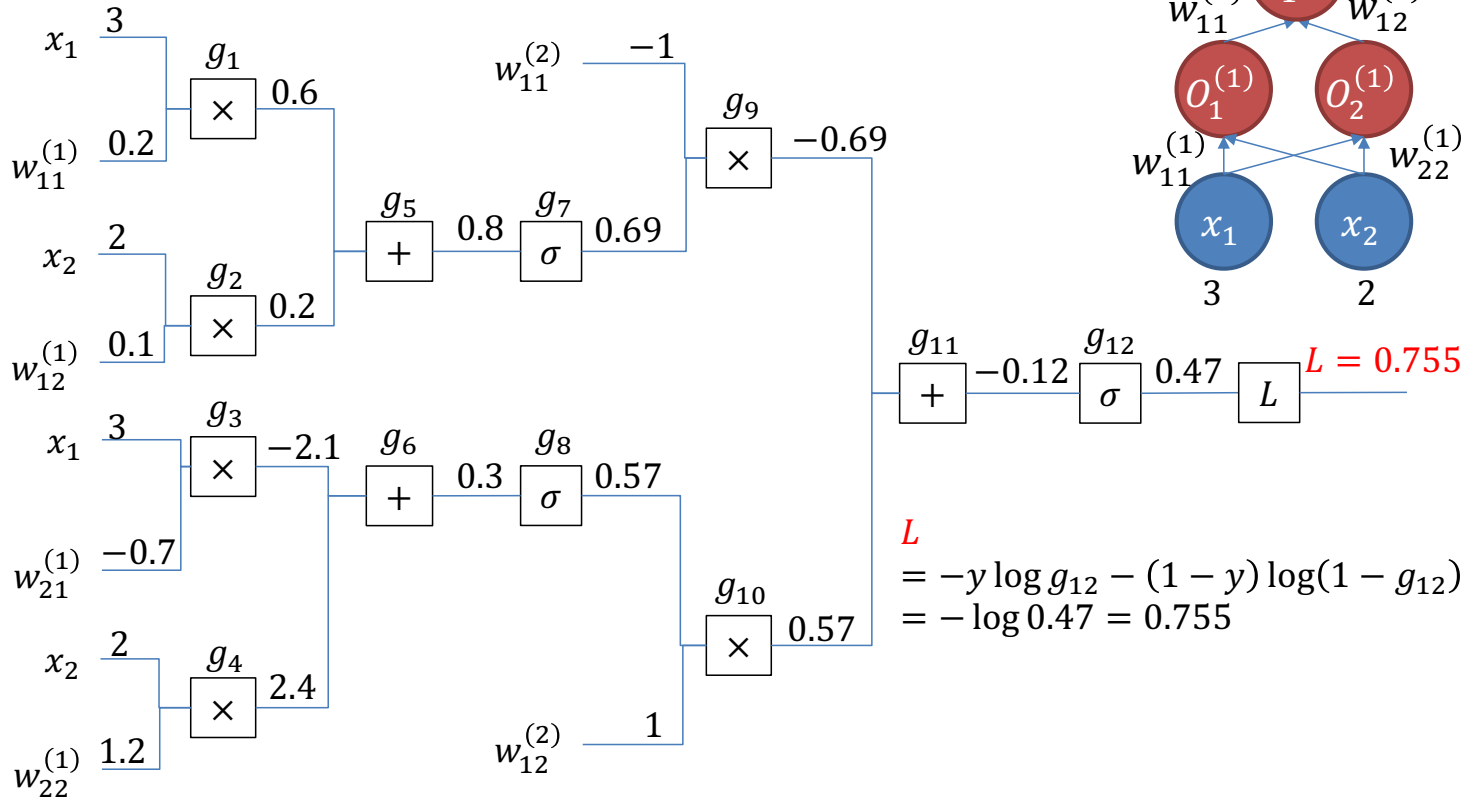 x₁ 3
g₁
× 0.6
w₁₁⁽¹⁾ 0.2
x₂ 2
g₂
× 0.2
w₁₂⁽¹⁾ 0.1
g₅
+ 0.8
g₇
σ 0.69
w₁₁⁽²⁾ −1
g₉
× −0.69
x₁ 3
g₃
× −2.1
w₂₁⁽¹⁾ −0.7
x₂ 2
g₄
× 2.4
w₂₂⁽¹⁾ 1.2
g₆
+ 0.3
g₈
σ 0.57
g₁₀
× 0.57
w₁₂⁽²⁾ 1
g₁₁
+ −0.12
g₁₂
σ 0.47
L L = 0.755
L
= −y log g₁₂ − (1 − y) log(1 − g₁₂)
= − log 0.47 = 0.755
w₁₁ w₁₂
O₁⁽¹⁾ O₂⁽¹⁾
w₁₁⁽¹⁾ w₂₂⁽¹⁾
x₁ x₂
3 2